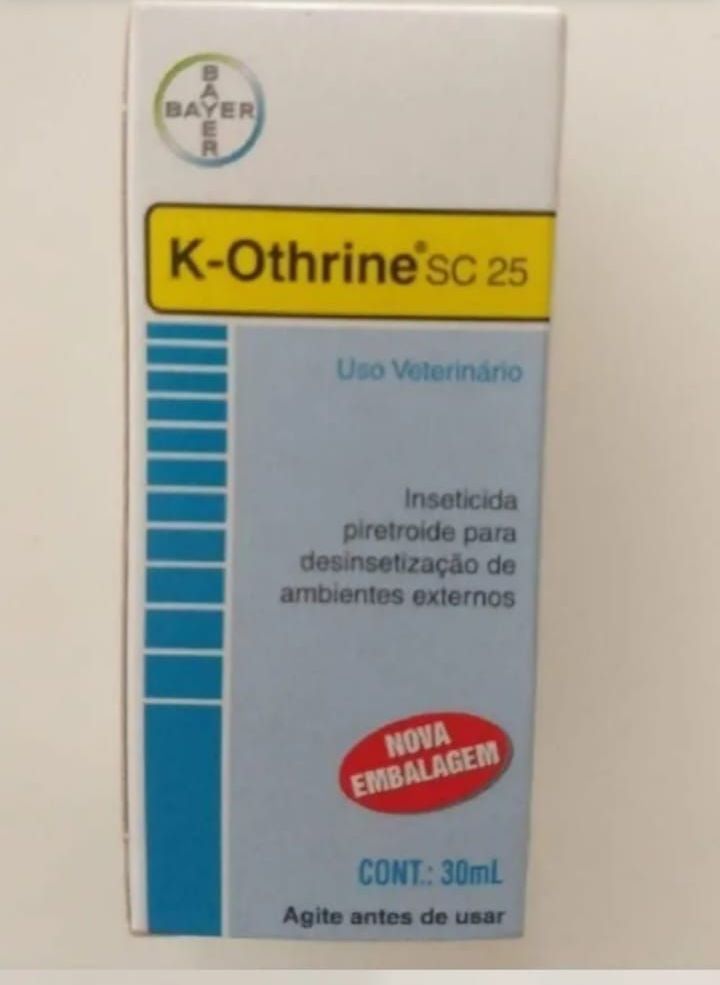 BAYER
BAYER
K-Othrine® SC 25
Uso Veterinário
Inseticida
piretroide para
desinsetização de
ambientes externos
NOVA
EMBALAGEM
CONT.: 30mL
Agite antes de usar